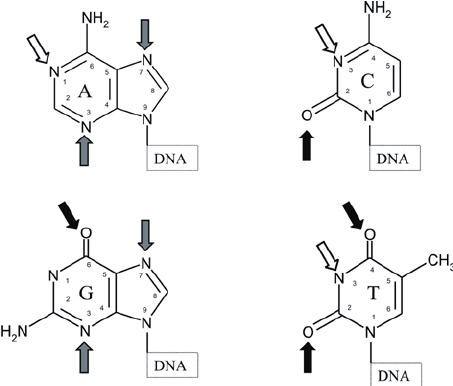 NH₂
N 1 6 5 N 7
A 8
2 4
N 3 N 9
DNA
NH₂
N 3 4 5
C
O 2 1 6
N
DNA
O
6 5 N 7
N 1
G 8
2 4
H₂N N 3 N 9
DNA
O
4 CH₃
N 3 5
T
O 2 1 6
N
DNA